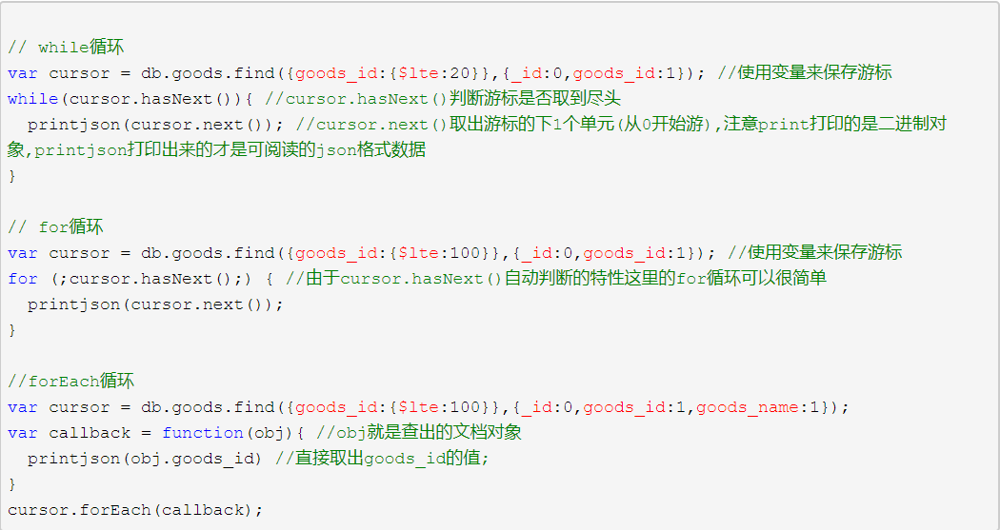 // while循环
var cursor = db.goods.find({goods_id:{$lte:20}},{_id:0,goods_id:1}); //使用变量来保存游标
while(cursor.hasNext()){ //cursor.hasNext()判断游标是否取到尽头
  printjson(cursor.next()); //cursor.next()取出游标的下1个单元(从0开始游),注意print打印的是二进制对
象,printjson打印出来的才是可阅读的json格式数据
}
// for循环
var cursor = db.goods.find({goods_id:{$lte:100}},{_id:0,goods_id:1}); //使用变量来保存游标
for (;cursor.hasNext();) { //由于cursor.hasNext()自动判断的特性这里的for循环可以很简单
  printjson(cursor.next());
}
//forEach循环
var cursor = db.goods.find({goods_id:{$lte:100}},{_id:0,goods_id:1,goods_name:1});
var callback = function(obj){ //obj就是查出的文档对象
  printjson(obj.goods_id) //直接取出goods_id的值;
}
cursor.forEach(callback);